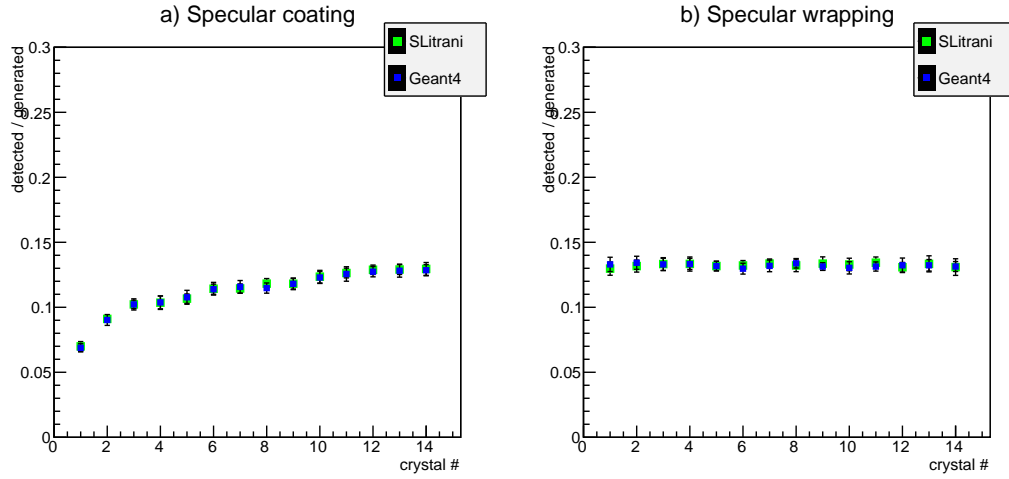 a) Specular coating
SLitrani
Geant4
detected / generated
0.3
0.25
0.2
0.15
0.1
0.05
0
0 2 4 6 8 10 12 14
crystal #
b) Specular wrapping
SLitrani
Geant4
detected / generated
0.3
0.25
0.2
0.15
0.1
0.05
0
0 2 4 6 8 10 12 14
crystal #